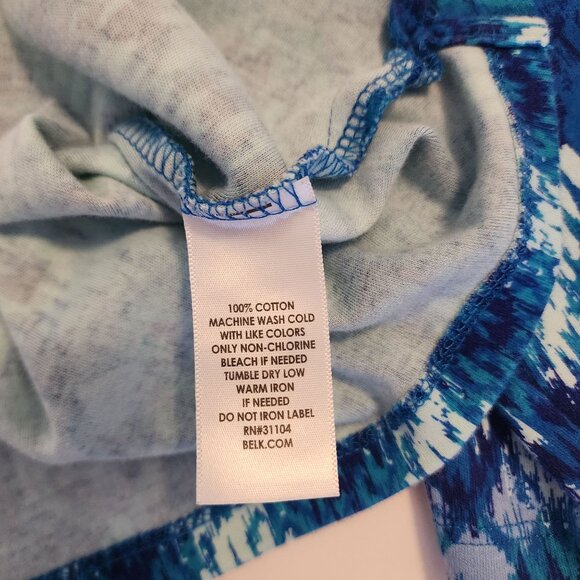 100% COTTON
MACHINE WASH COLD
WITH LIKE COLORS
ONLY NON-CHLORINE
BLEACH IF NEEDED
TUMBLE DRY LOW
WARM IRON
IF NEEDED
DO NOT IRON LABEL
RN#31104
BELK.COM